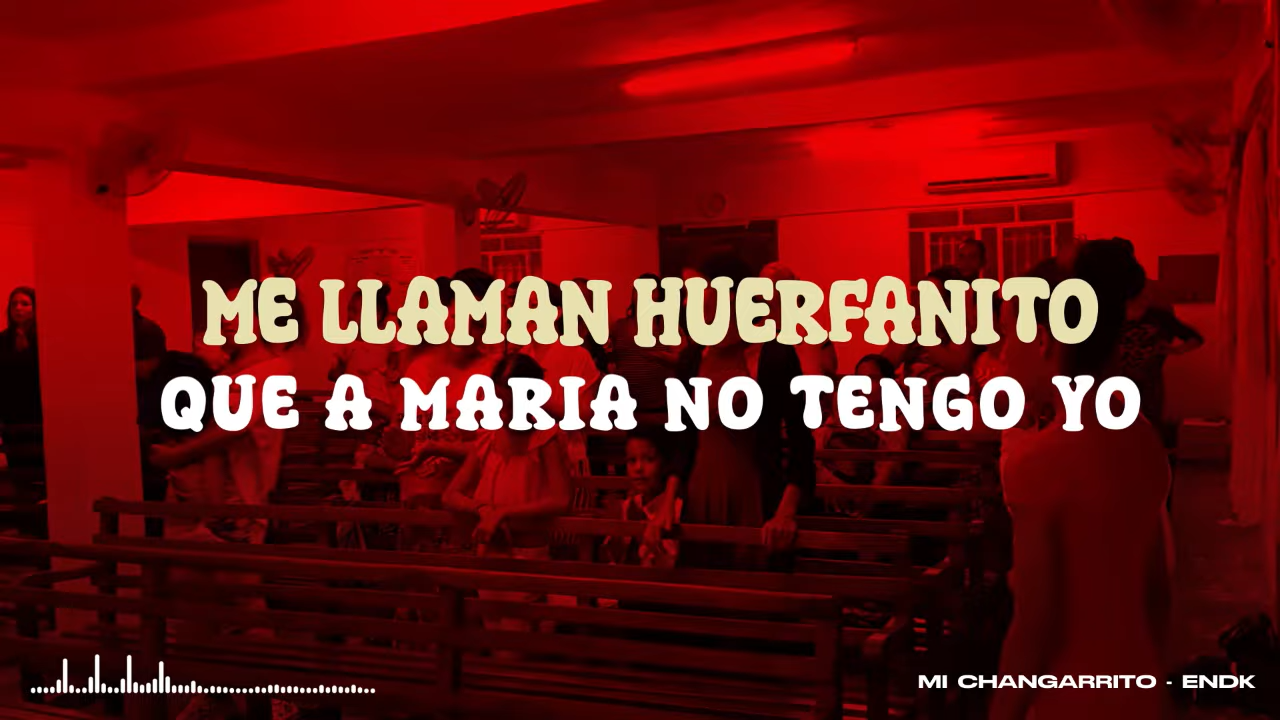 ME LLAMAN HUERFANITO
QUE A MARIA NO TENGO YO
MI CHANGARRITO - ENDK